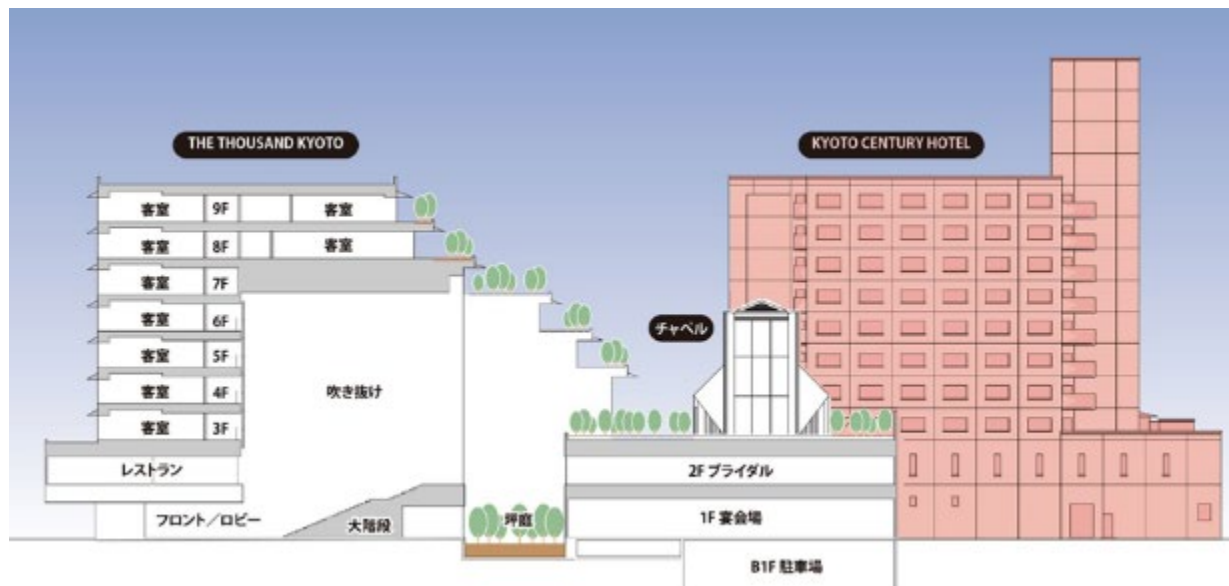 THE THOUSAND KYOTO
KYOTO CENTURY HOTEL
客室 9F 客室
客室 8F 客室
客室 7F
客室 6F
チャペル
客室 5F
客室 4F 吹き抜け
客室 3F
レストラン
2F ブライダル
フロント/ロビー
大階段
坪庭
1F 宴会場
B1F 駐車場